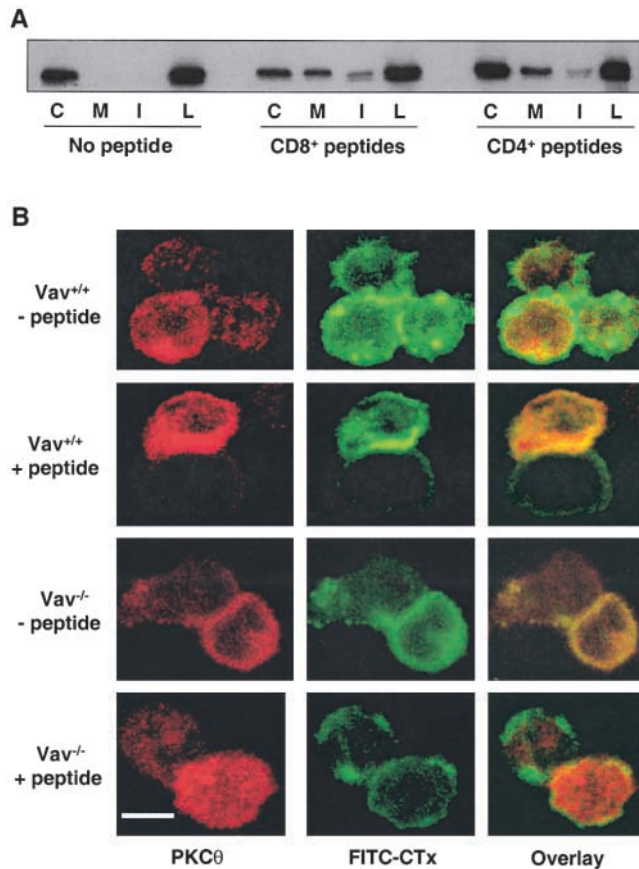 A
C M I L C M I L C M I L
No peptide CD8⁺ peptides CD4⁺ peptides
B
Vav⁺/⁺
- peptide
Vav⁺/⁺
+ peptide
Vav⁻/⁻
- peptide
Vav⁻/⁻
+ peptide
PKCθ FITC-CTx Overlay